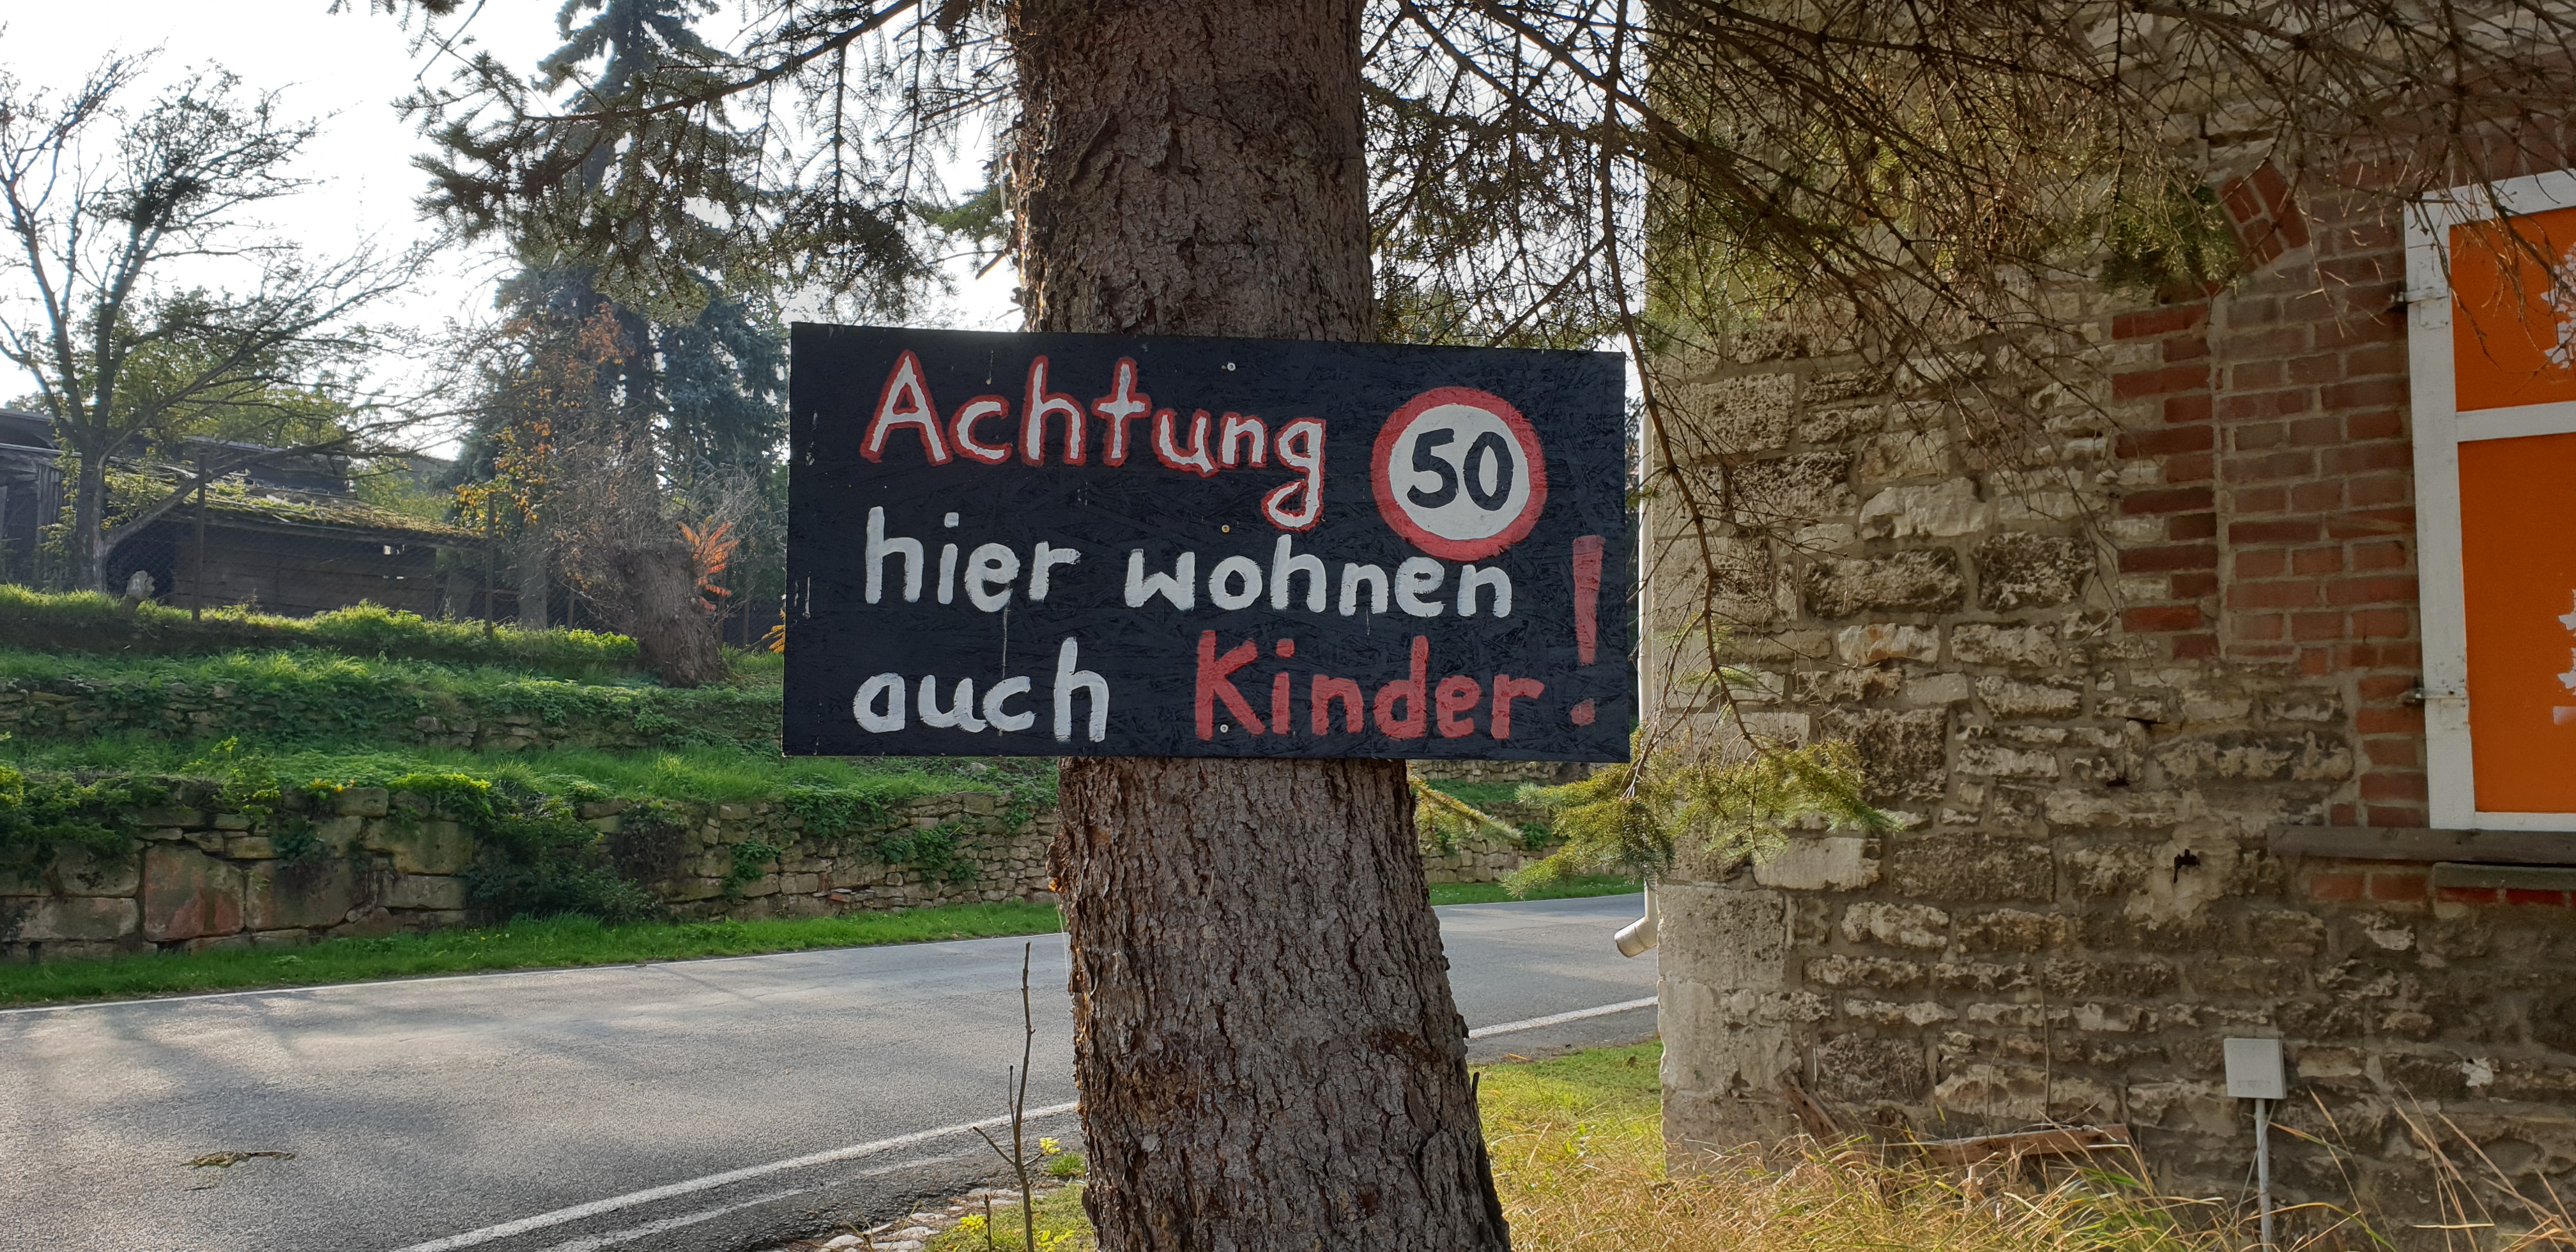 Achtung 50
hier wohnen
auch Kinder!